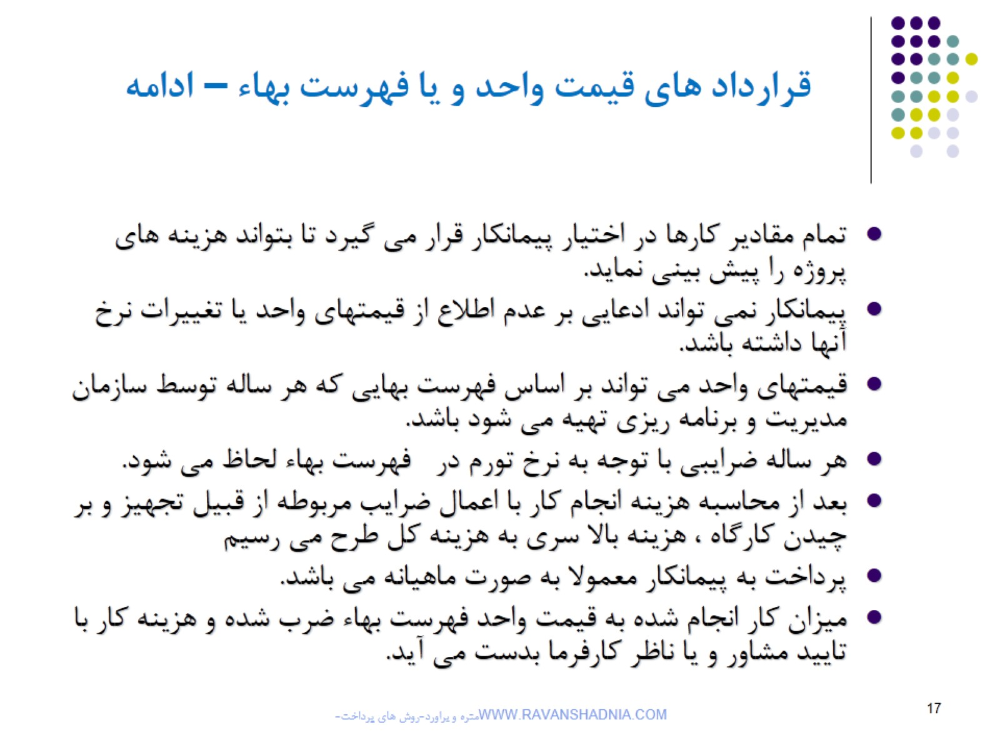 قرارداد های قیمت واحد و یا فهرست بهاء – ادامه
تمام مقادیر کارها در اختیار پیمانکار قرار می گیرد تا بتواند هزینه های
پروژه را پیش بینی نماید.
پیمانکار نمی تواند ادعایی بر عدم اطلاع از قیمتهای واحد یا تغییرات نرخ
آنها داشته باشد.
قیمتهای واحد می تواند بر اساس فهرست بهایی که هر ساله توسط سازمان
مدیریت و برنامه ریزی تهیه می شود باشد.
هر ساله ضرایبی با توجه به نرخ تورم در فهرست بهاء لحاظ می شود.
بعد از محاسبه هزینه انجام کار با اعمال ضرایب مربوطه از قبیل تجهیز و بر
چیدن کارگاه ، هزینه بالا سری به هزینه کل طرح می رسیم
پرداخت به پیمانکار معمولا به صورت ماهیانه می باشد.
میزان کار انجام شده به قیمت واحد فهرست بهاء ضرب شده و هزینه کار با
تایید مشاور و یا ناظر کارفرما بدست می آید.
WWW.RAVANSHADNIA.COMمتره و براورد-روش های پرداخت-
17